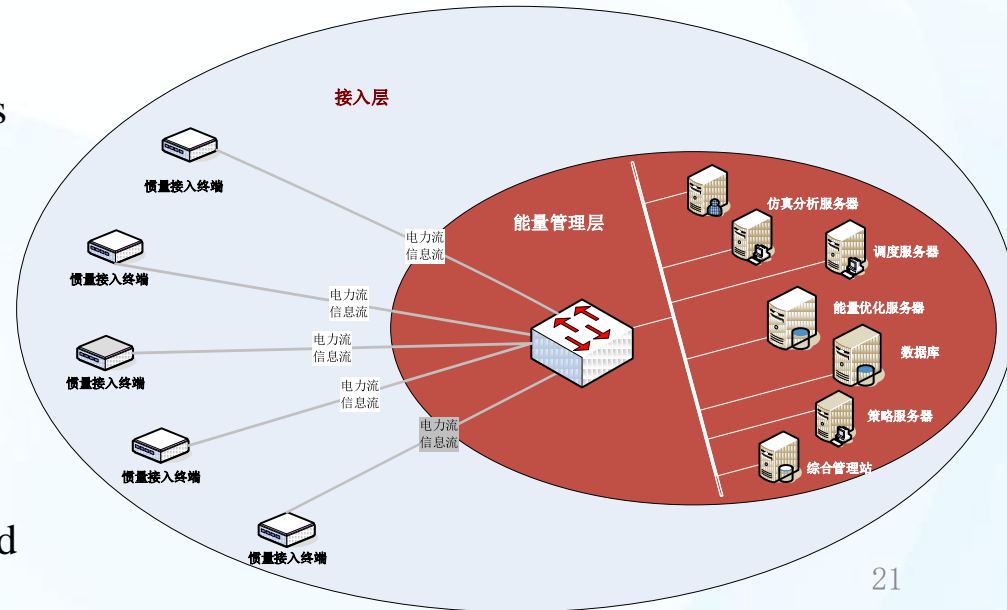 s
接入层
惯量接入终端
惯量接入终端
惯量接入终端
惯量接入终端
惯量接入终端
电力流
信息流
电力流
信息流
电力流
信息流
电力流
信息流
电力流
信息流
能量管理层
仿真分析服务器
调度服务器
能量优化服务器
数据库
策略服务器
综合管理站
d
21